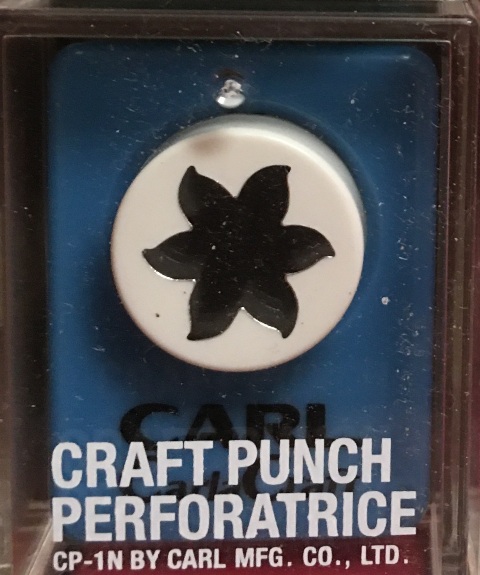 CARL
CRAFT PUNCH
PERFORATRICE
CP-1N BY CARL MFG. CO., LTD.